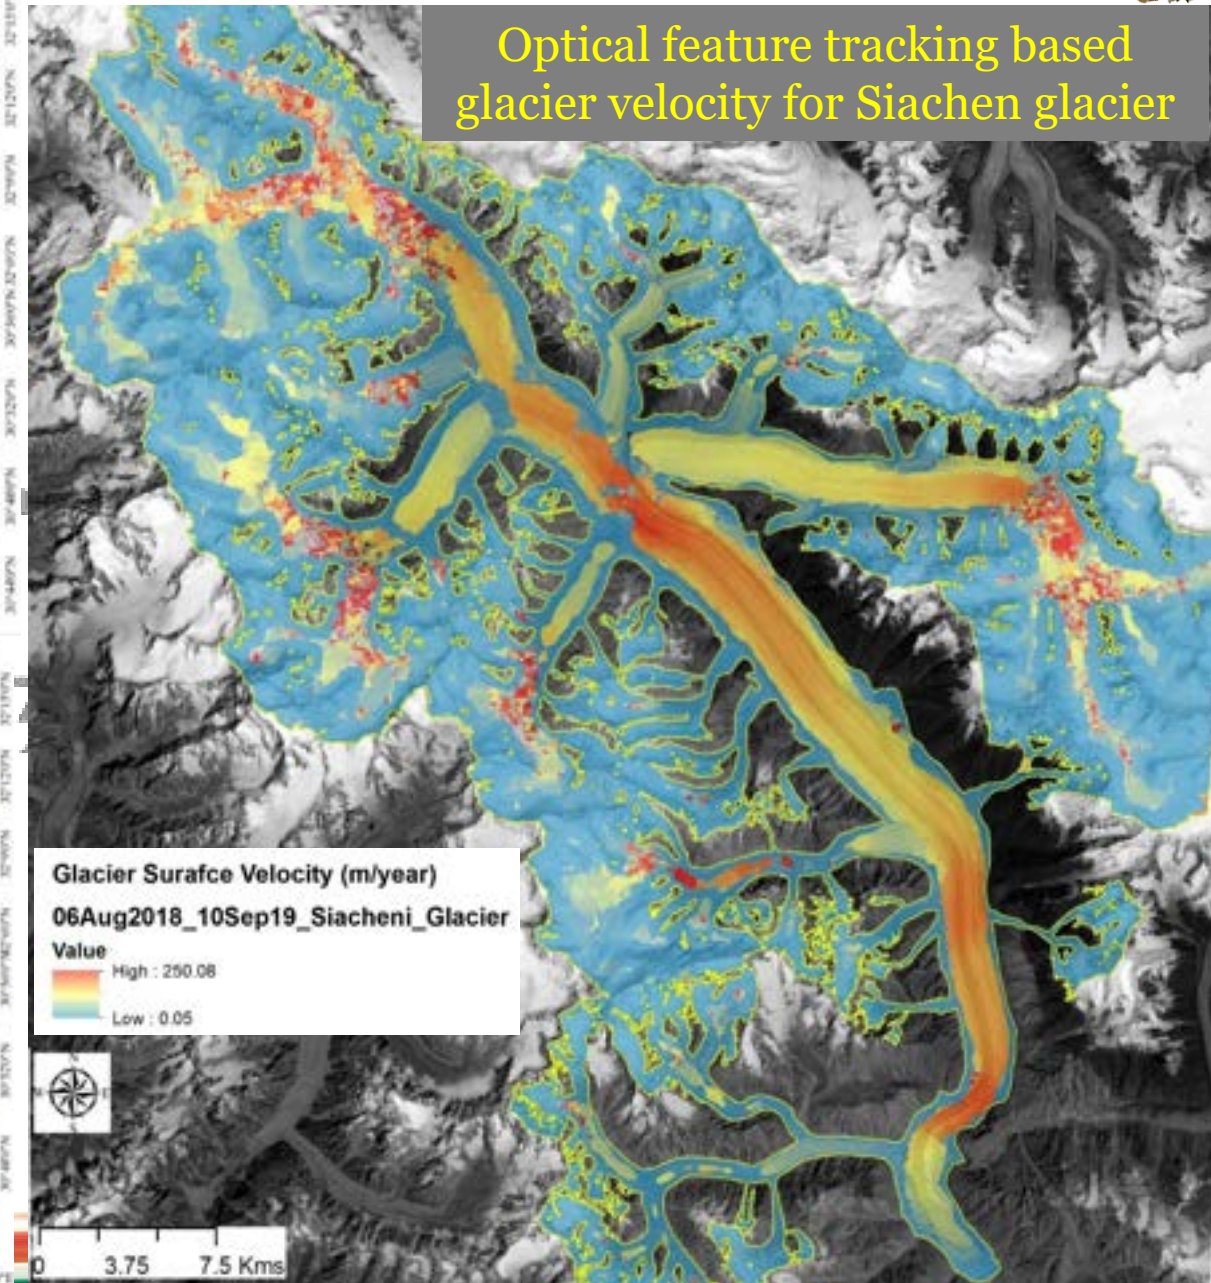 Optical feature tracking based
glacier velocity for Siachen glacier
Glacier Surafce Velocity (m/year)
06Aug2018_10Sep19_Siacheni_Glacier
Value
High : 250.08
Low : 0.05
0 3.75 7.5 Kms